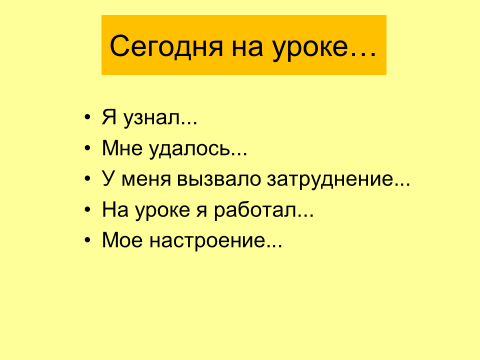 Сегодня на уроке…
• Я узнал...
• Мне удалось...
• У меня вызвало затруднение...
• На уроке я работал...
• Мое настроение...